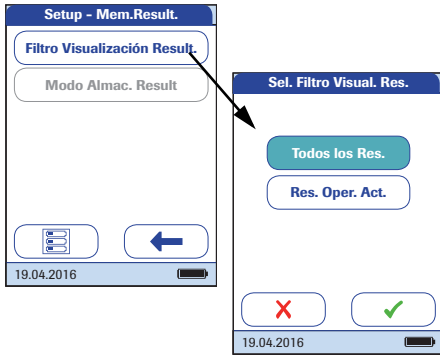 Setup - Mem.Result.
Filtro Visualización Result.
Modo Almac. Result
19.04.2016
Sel. Filtro Visual. Res.
Todos los Res.
Res. Oper. Act.
19.04.2016